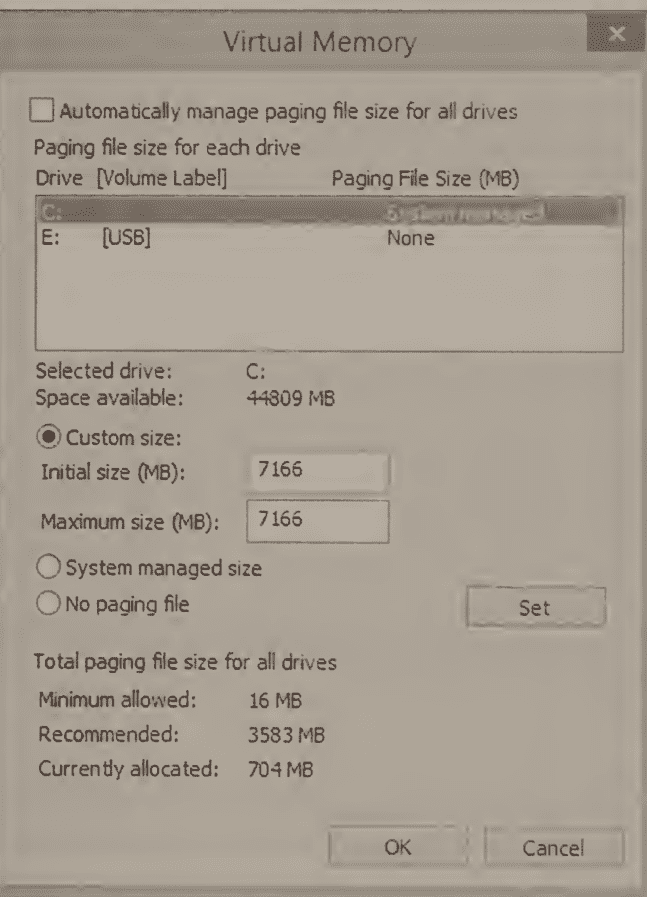 Virtual Memory
Automatically manage paging file size for all drives
Paging file size for each drive
Drive [Volume Label] Paging File Size (MB)
C: System managed
E: [USB] None
Selected drive: C:
Space available: 44809 MB
Custom size:
Initial size (MB): 7166
Maximum size (MB): 7166
System managed size
No paging file
Set
Total paging file size for all drives
Minimum allowed: 16 MB
Recommended: 3583 MB
Currently allocated: 704 MB
OK Cancel